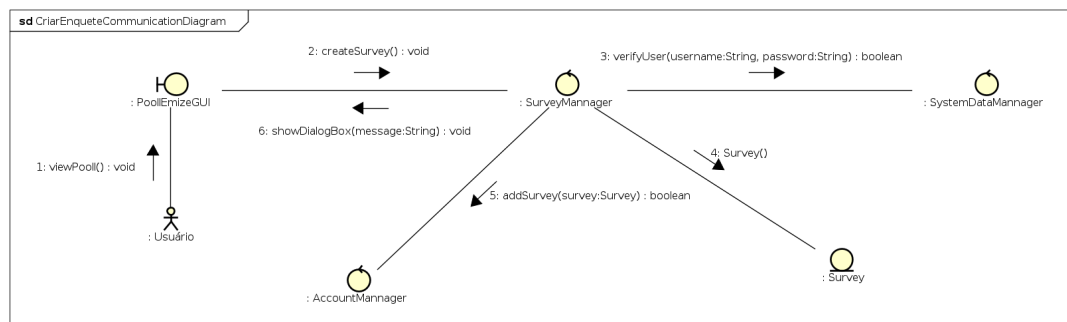 sd CriarEnqueteCommunicationDiagram
2: createSurvey() : void
3: verifyUser(username:String, password:String) : boolean
: PoollEmizeGUI
: SurveyMannager
: SystemDataMannager
6: showDialogBox(message:String) : void
1: viewPooll() : void
4: Survey()
5: addSurvey(survey:Survey) : boolean
: Usuário
: Survey
: AccountMannager